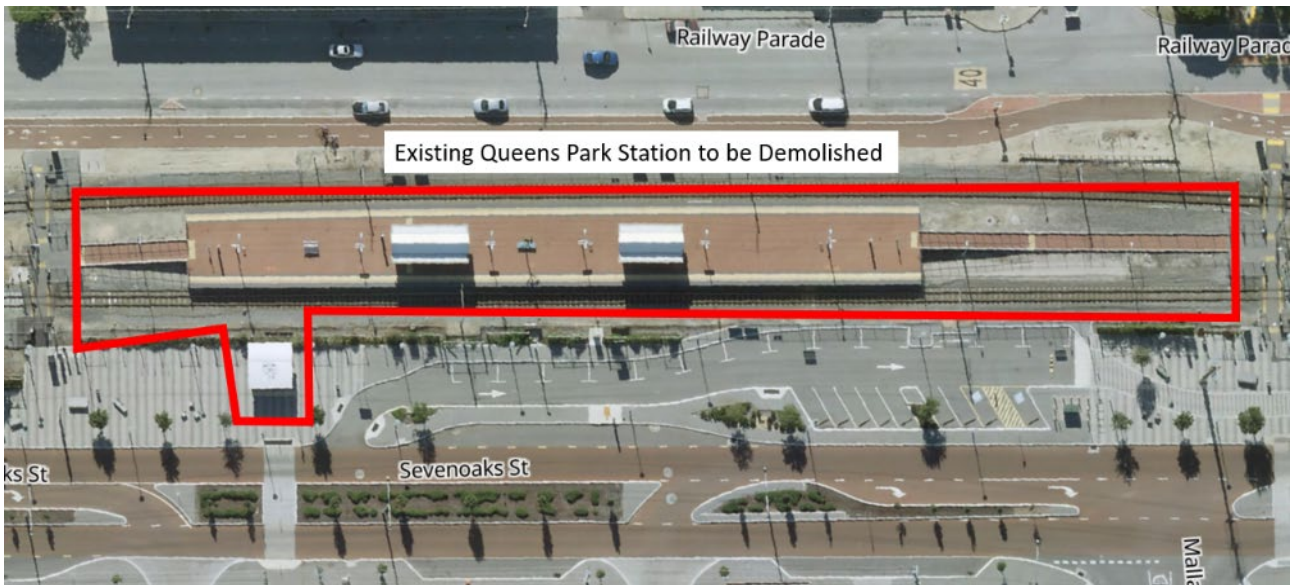 Railway Parade
Railway Parad
40
Existing Queens Park Station to be Demolished
Sevenoaks St
ks St
Malla